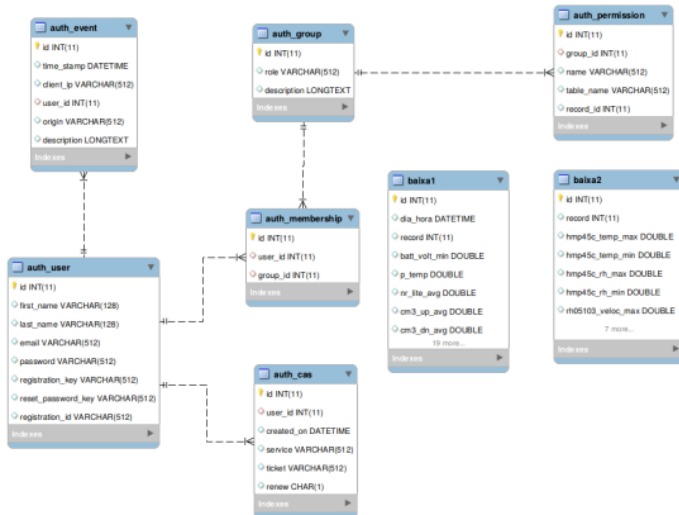 auth_event
id INT(11)
time_stamp DATETIME
client_ip VARCHAR(512)
user_id INT(11)
origin VARCHAR(512)
description LONGTEXT
Indexes
auth_group
id INT(11)
role VARCHAR(512)
description LONGTEXT
Indexes
auth_permission
id INT(11)
group_id INT(11)
name VARCHAR(512)
table_name VARCHAR(512)
record_id INT(11)
Indexes
auth_membership
id INT(11)
user_id INT(11)
group_id INT(11)
Indexes
baixa1
id INT(11)
dia_hora DATETIME
record INT(11)
batt_volt_min DOUBLE
p_temp DOUBLE
nr_lite_avg DOUBLE
cm3_up_avg DOUBLE
cm3_dn_avg DOUBLE
19 more...
Indexes
baixa2
id INT(11)
record INT(11)
hmp45c_temp_max DOUBLE
hmp45c_temp_min DOUBLE
hmp45c_rh_max DOUBLE
hmp45c_rh_min DOUBLE
rh05103_veloc_max DOUBLE
7 more...
Indexes
auth_user
id INT(11)
first_name VARCHAR(128)
last_name VARCHAR(128)
email VARCHAR(512)
password VARCHAR(512)
registration_key VARCHAR(512)
reset_password_key VARCHAR(512)
registration_id VARCHAR(512)
Indexes
auth_cas
id INT(11)
user_id INT(11)
created_on DATETIME
service VARCHAR(512)
ticket VARCHAR(512)
renew CHAR(1)
Indexes